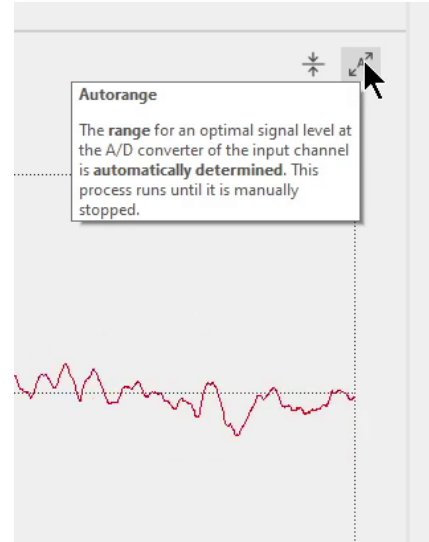 Autorange
The range for an optimal signal level at
the A/D converter of the input channel
is automatically determined. This
process runs until it is manually
stopped.